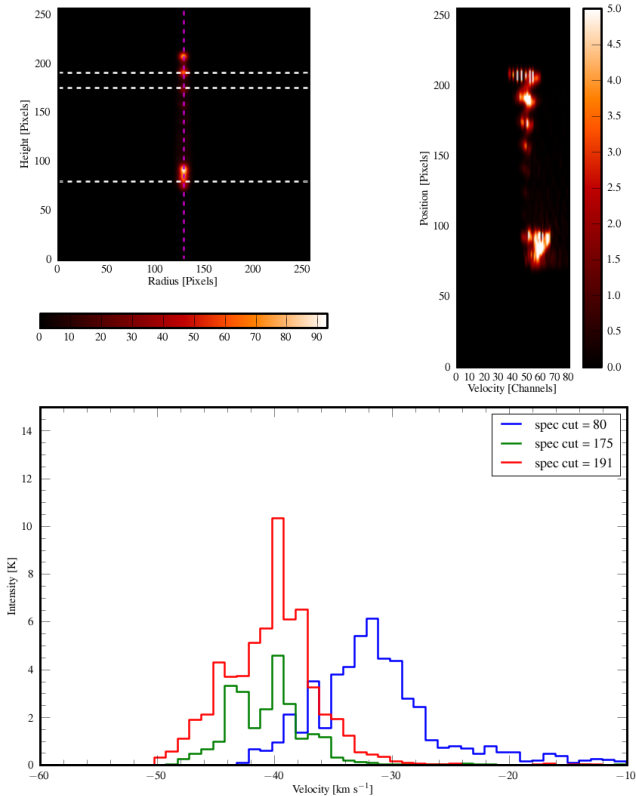 250
200
150
100
50
0
Height [Pixels]
0 50 100 150 200 250
Radius [Pixels]
0 10 20 30 40 50 60 70 80 90
250
200
150
100
50
0
Position [Pixels]
0 10 20 30 40 50 60 70 80
Velocity [Channels]
5.0
4.5
4.0
3.5
3.0
2.5
2.0
1.5
1.0
0.5
0.0
14
12
10
8
6
4
2
0
Intensity [K]
spec cut = 80
spec cut = 175
spec cut = 191
−60 −50 −40 −30 −20 −10
Velocity [km s⁻¹]